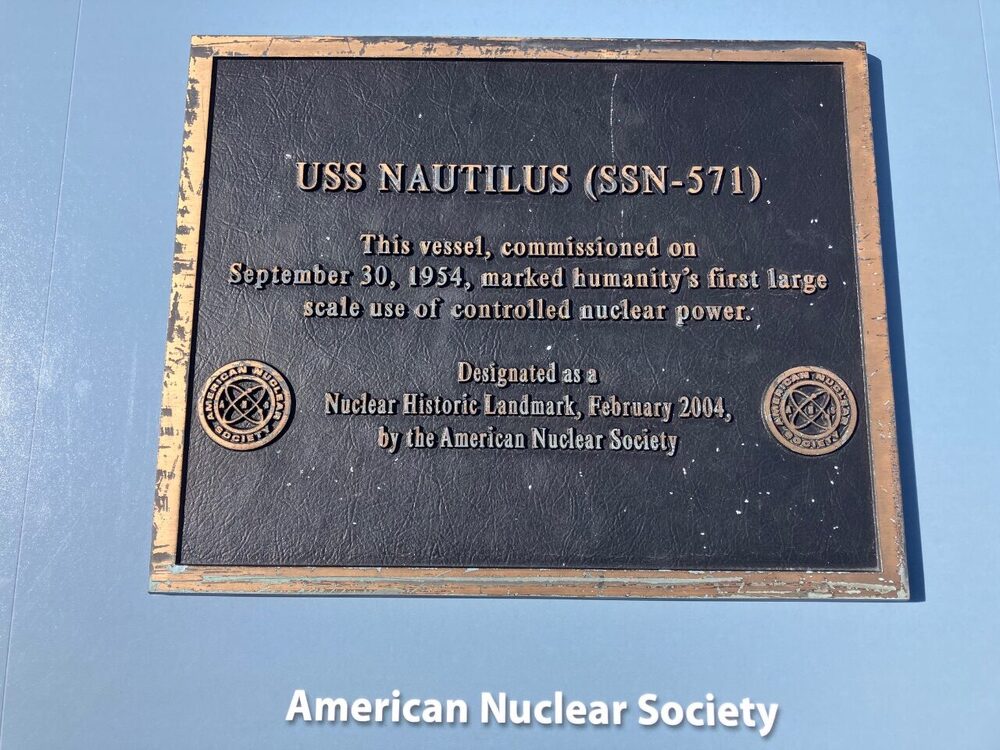 USS NAUTILUS (SSN-571)
This vessel, commissioned on
September 30, 1954, marked humanity's first large
scale use of controlled nuclear power.
Designated as a
Nuclear Historic Landmark, February 2004,
by the American Nuclear Society
AMERICAN NUCLEAR
SOCIETY
AMERICAN NUCLEAR
SOCIETY
American Nuclear Society